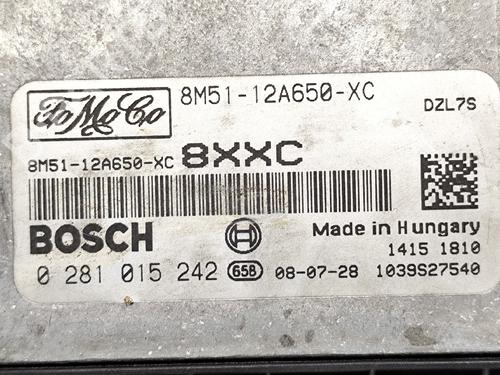 FoMoCo
8M51-12A650-XC
DZL7S
8M51-12A650-XC 8XXC
BOSCH
Made in Hungary
1415 1810
0 281 015 242 65B 08-07-28 1039S27540